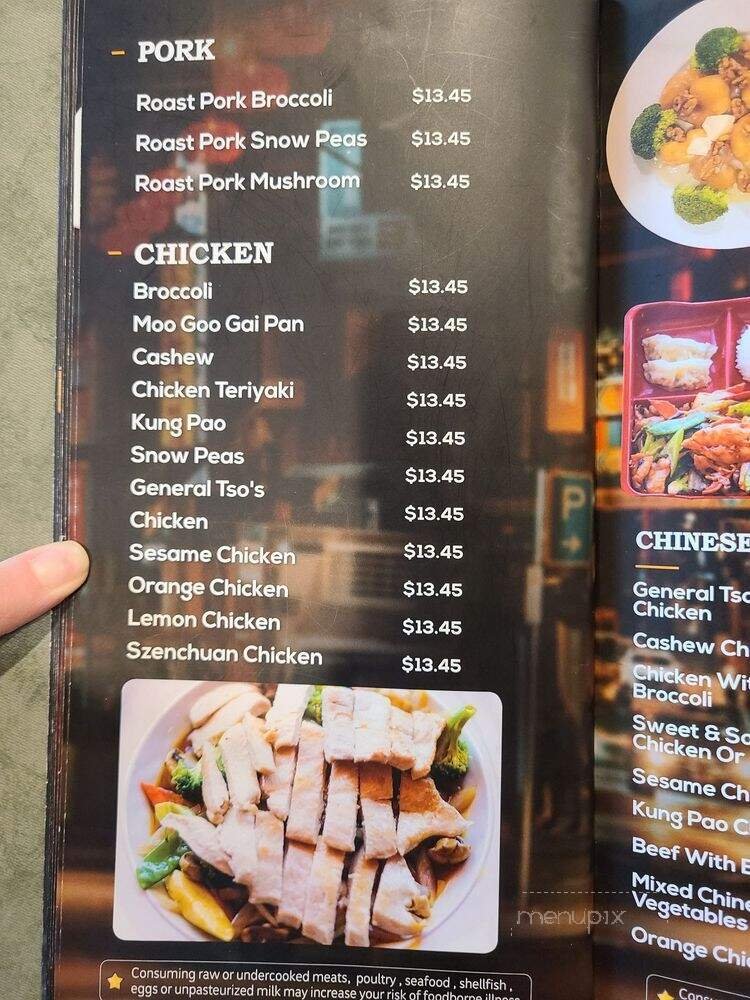 PORK
Roast Pork Broccoli $13.45
Roast Pork Snow Peas $13.45
Roast Pork Mushroom $13.45
CHICKEN
Broccoli $13.45
Moo Goo Gai Pan $13.45
Cashew $13.45
Chicken Teriyaki $13.45
Kung Pao $13.45
Snow Peas $13.45
General Tso's $13.45
Chicken $13.45
Sesame Chicken $13.45
Orange Chicken $13.45
Lemon Chicken $13.45
Szenchuan Chicken
Consuming raw or undercooked meats, poultry , seafood , shellfish ,
eggs or unpasteurized milk may increase your risk of foodborne illness
P
CHINESE
General Tso
Chicken
Cashew Ch
Chicken Wit
Broccoli
Sweet & So
Chicken Or
Sesame Ch
Kung Pao C
Beef With B
Mixed Chine
Vegetables
Orange Chic
Consu
menupix